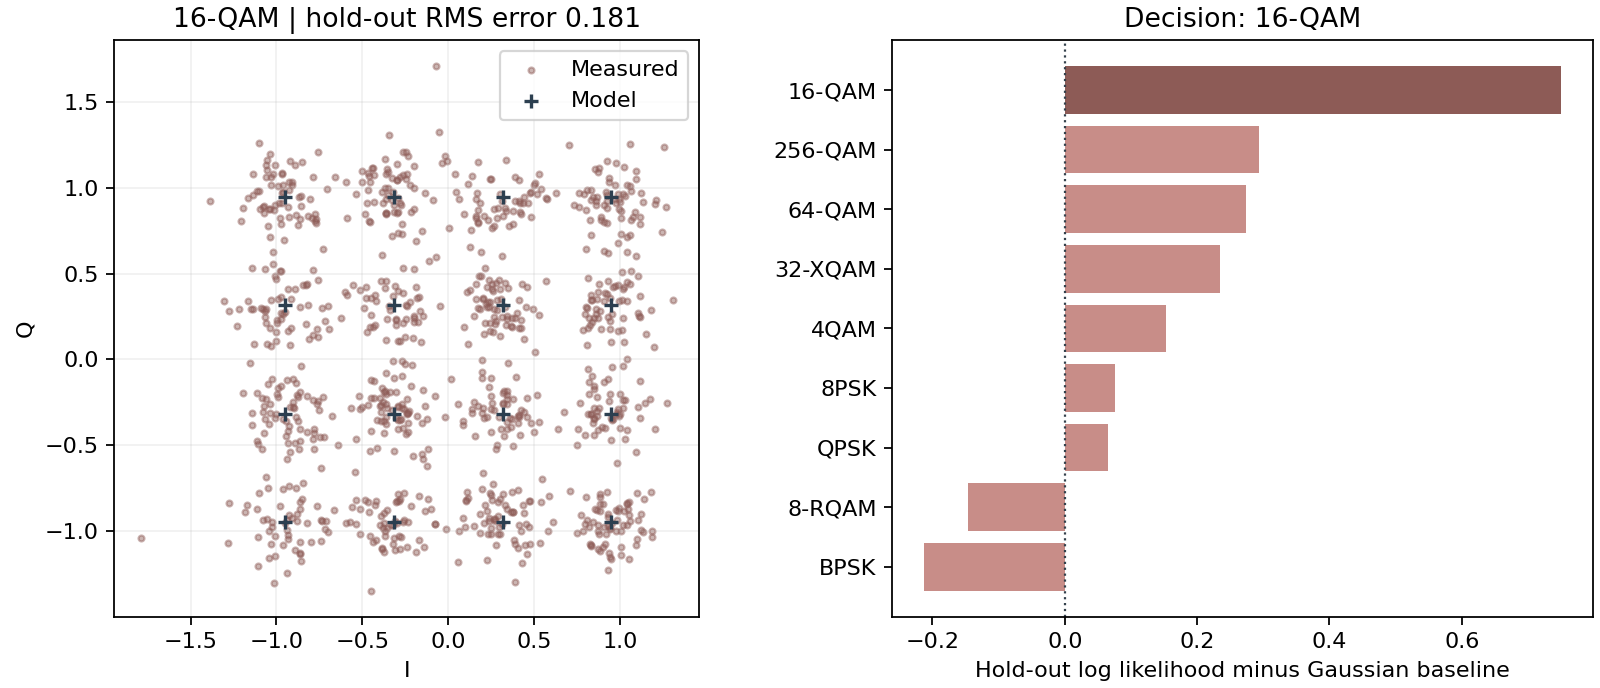 16-QAM | hold-out RMS error 0.181
Measured
Model
1.5
1.0
0.5
0.0
−0.5
−1.0
Q
−1.5
−1.0
−0.5
0.0
0.5
1.0
I
Decision: 16-QAM
16-QAM
256-QAM
64-QAM
32-XQAM
4QAM
8PSK
QPSK
8-RQAM
BPSK
−0.2
0.0
0.2
0.4
0.6
Hold-out log likelihood minus Gaussian baseline